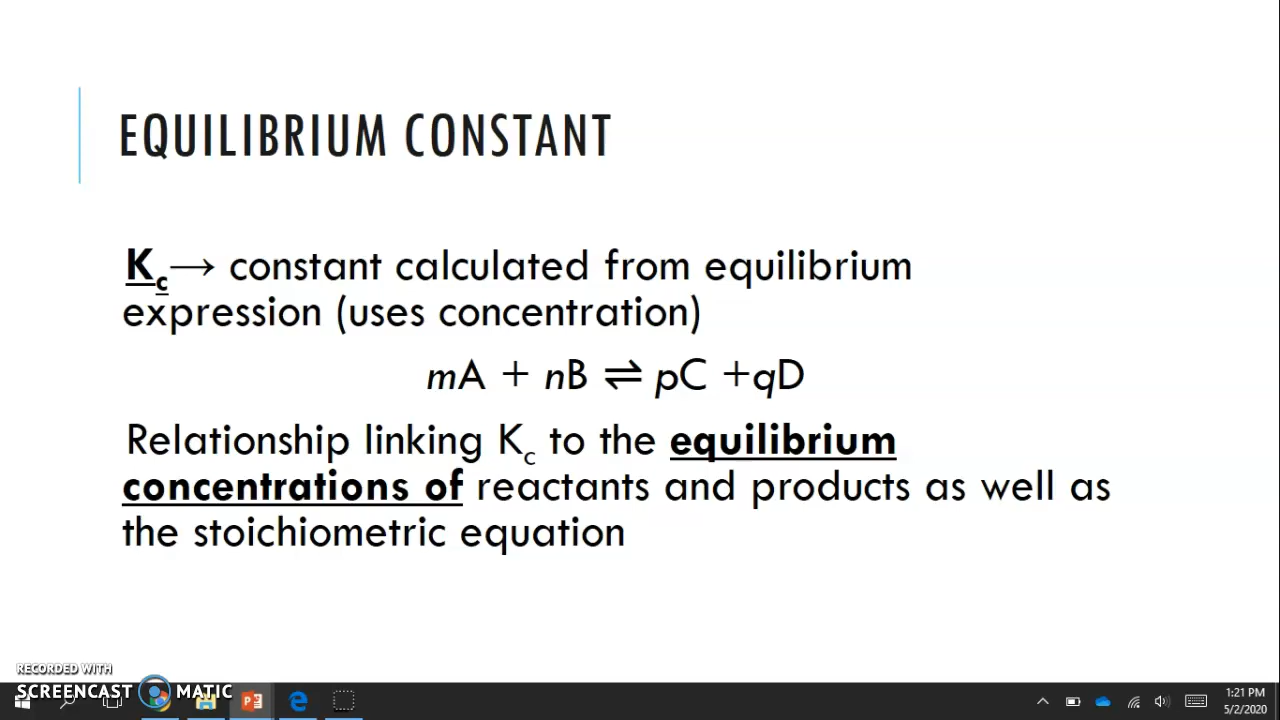 EQUILIBRIUM CONSTANT
Kc→ constant calculated from equilibrium
expression (uses concentration)
mA + nB ⇌ pC +qD
Relationship linking Kc to the equilibrium
concentrations of reactants and products as well as
the stoichiometric equation
RECORDED WITH
SCREENCAST MATIC
1:21 PM
5/2/2020